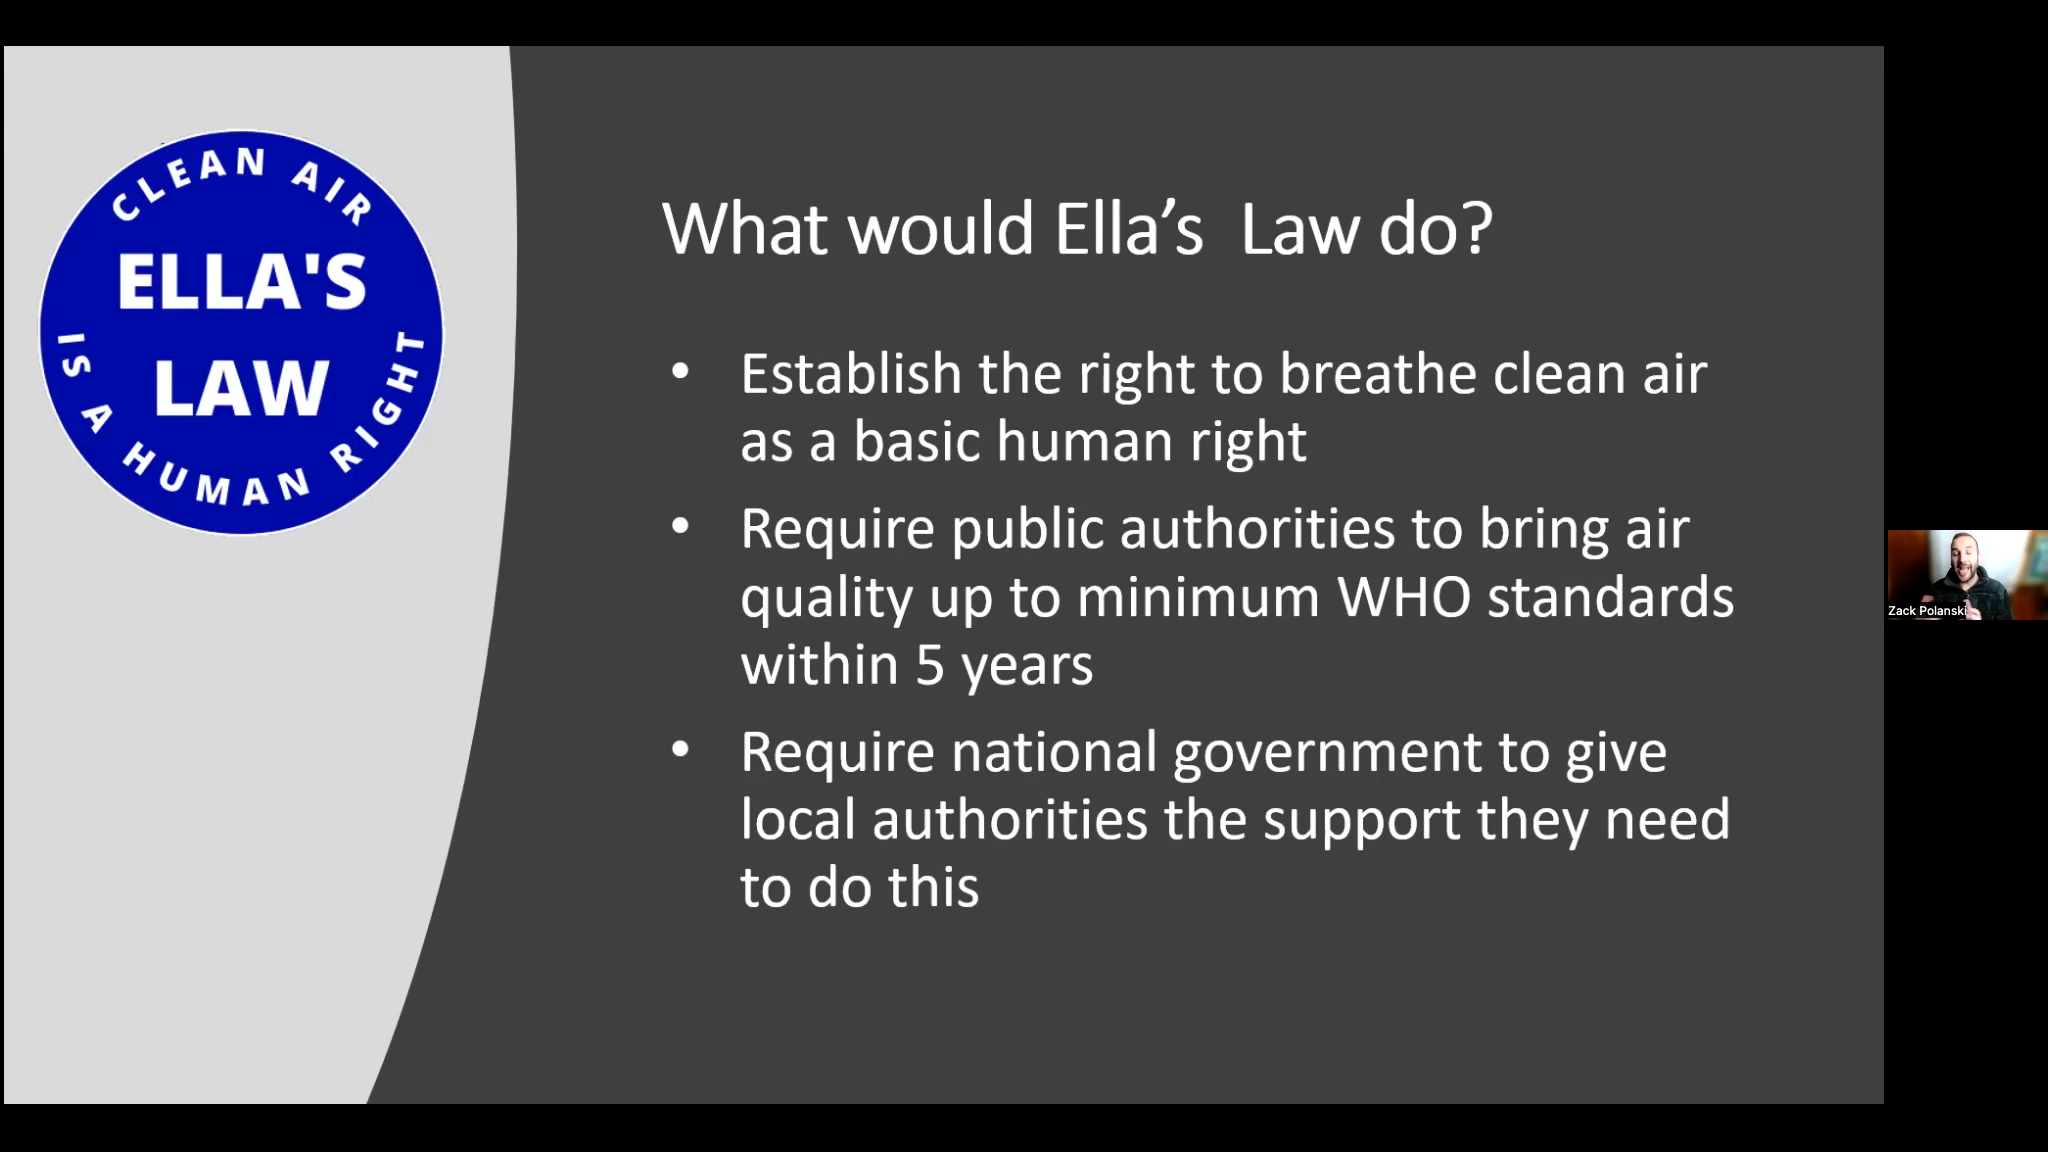 CLEAN AIR
ELLA'S
LAW
IS A HUMAN RIGHT
What would Ella’s  Law do?
• Establish the right to breathe clean air
as a basic human right
• Require public authorities to bring air
quality up to minimum WHO standards
within 5 years
• Require national government to give
local authorities the support they need
to do this
Zack Polanski